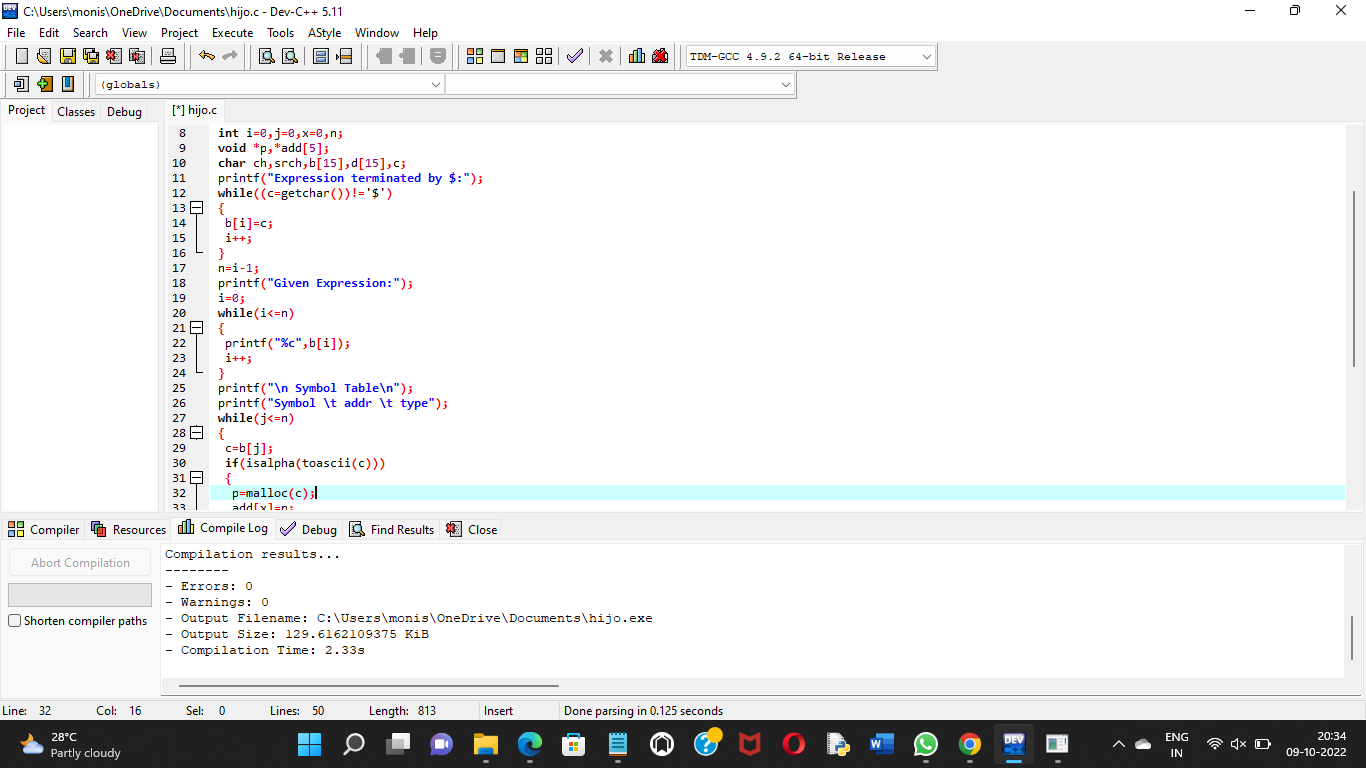 C:\Users\monis\OneDrive\Documents\hijo.c - Dev-C++ 5.11
File Edit Search View Project Execute Tools AStyle Window Help
TDM-GCC 4.9.2 64-bit Release
(globals)
Project Classes Debug
[*] hijo.c
8 int i=0,j=0,x=0,n;
9 void *p,*add[5];
10 char ch,srch,b[15],d[15],c;
11 printf("Expression terminated by $:");
12 while((c=getchar())!='$')
13 {
14 b[i]=c;
15 i++;
16 }
17 n=i-1;
18 printf("Given Expression:");
19 i=0;
20 while(i<=n)
21 {
22 printf("%c",b[i]);
23 i++;
24 }
25 printf("\n Symbol Table\n");
26 printf("Symbol \t addr \t type");
27 while(j<=n)
28 {
29 c=b[j];
30 if(isalpha(toascii(c)))
31 {
32 p=malloc(c);
33 add[x]=p;
Compiler Resources Compile Log Debug Find Results Close
Abort Compilation
Shorten compiler paths
Compilation results...
--------
- Errors: 0
- Warnings: 0
- Output Filename: C:\Users\monis\OneDrive\Documents\hijo.exe
- Output Size: 129.6162109375 KiB
- Compilation Time: 2.33s
Line: 32 Col: 16 Sel: 0 Lines: 50 Length: 813 Insert Done parsing in 0.125 seconds
28°C
Partly cloudy
DEV
ENG
IN
20:34
09-10-2022